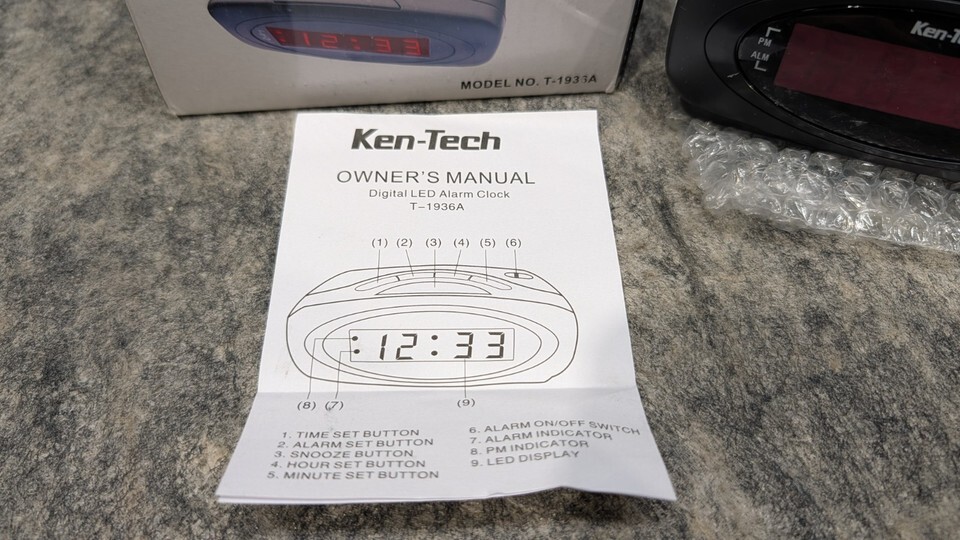 :12:33
MODEL NO. T-1933A
Ken-T
PM
ALM
Ken-Tech
OWNER'S MANUAL
Digital LED Alarm Clock
T-1936A
(1) (2) (3) (4) (5) (6)
:12:33
(8) (7) (9)
1. TIME SET BUTTON
2. ALARM SET BUTTON
3. SNOOZE BUTTON
4. HOUR SET BUTTON
5. MINUTE SET BUTTON
6. ALARM ON/OFF SWITCH
7. ALARM INDICATOR
8. PM INDICATOR
9. LED DISPLAY